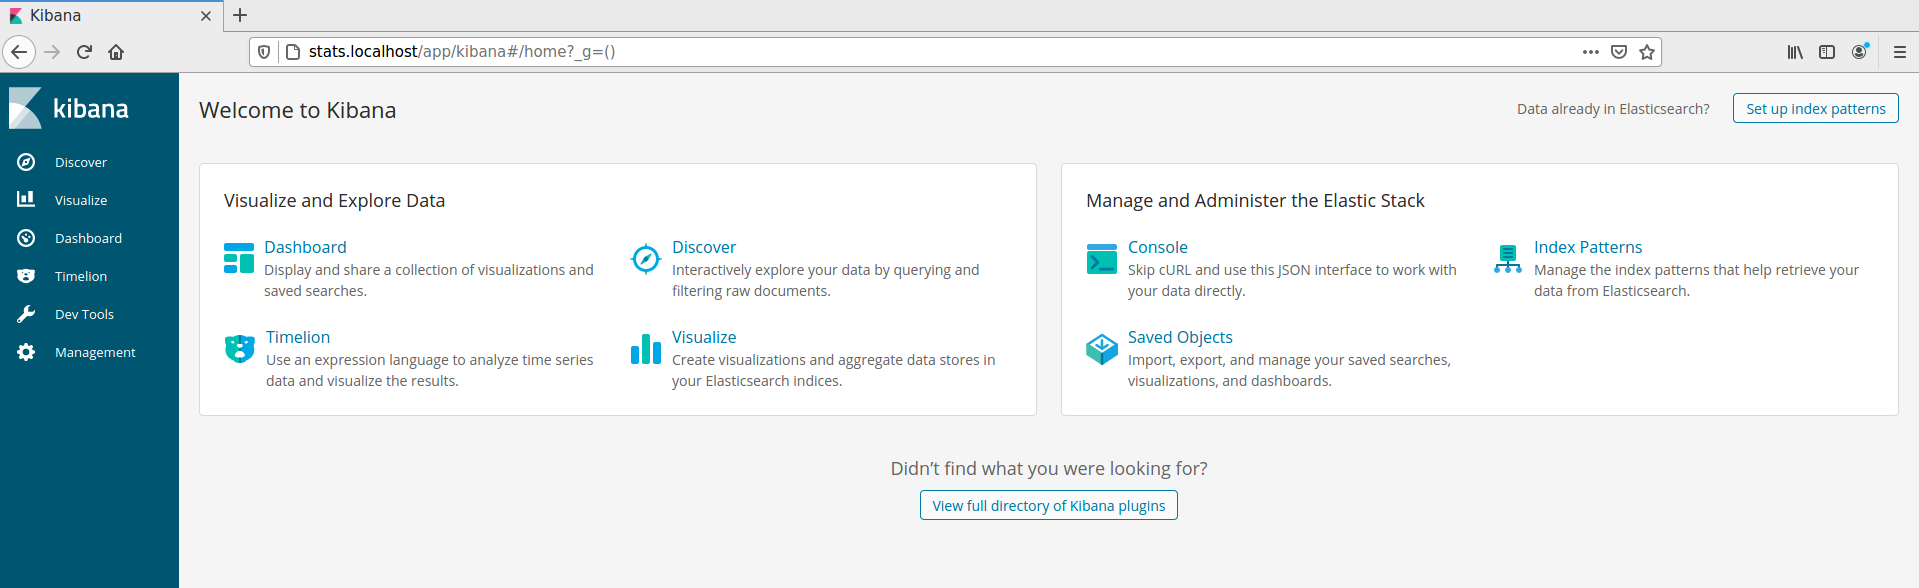 Kibana
stats.localhost/app/kibana#/home?_g=()
kibana
Discover
Visualize
Dashboard
Timelion
Dev Tools
Management
Welcome to Kibana
Data already in Elasticsearch?
Set up index patterns
Visualize and Explore Data
Dashboard
Display and share a collection of visualizations and
saved searches.
Discover
Interactively explore your data by querying and
filtering raw documents.
Timelion
Use an expression language to analyze time series
data and visualize the results.
Visualize
Create visualizations and aggregate data stores in
your Elasticsearch indices.
Manage and Administer the Elastic Stack
Console
Skip cURL and use this JSON interface to work with
your data directly.
Index Patterns
Manage the index patterns that help retrieve your
data from Elasticsearch.
Saved Objects
Import, export, and manage your saved searches,
visualizations, and dashboards.
Didn’t find what you were looking for?
View full directory of Kibana plugins